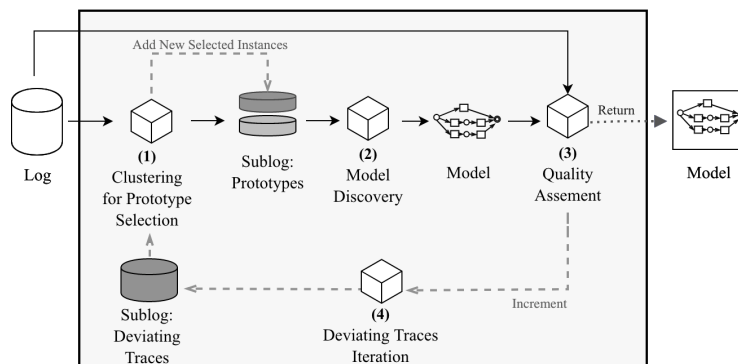 Add New Selected Instances
Return
Log
(1)
Clustering
for Prototype
Selection
Sublog:
Prototypes
(2)
Model
Discovery
Model
(3)
Quality
Assement
Model
Sublog:
Deviating
Traces
(4)
Deviating Traces
Iteration
Increment